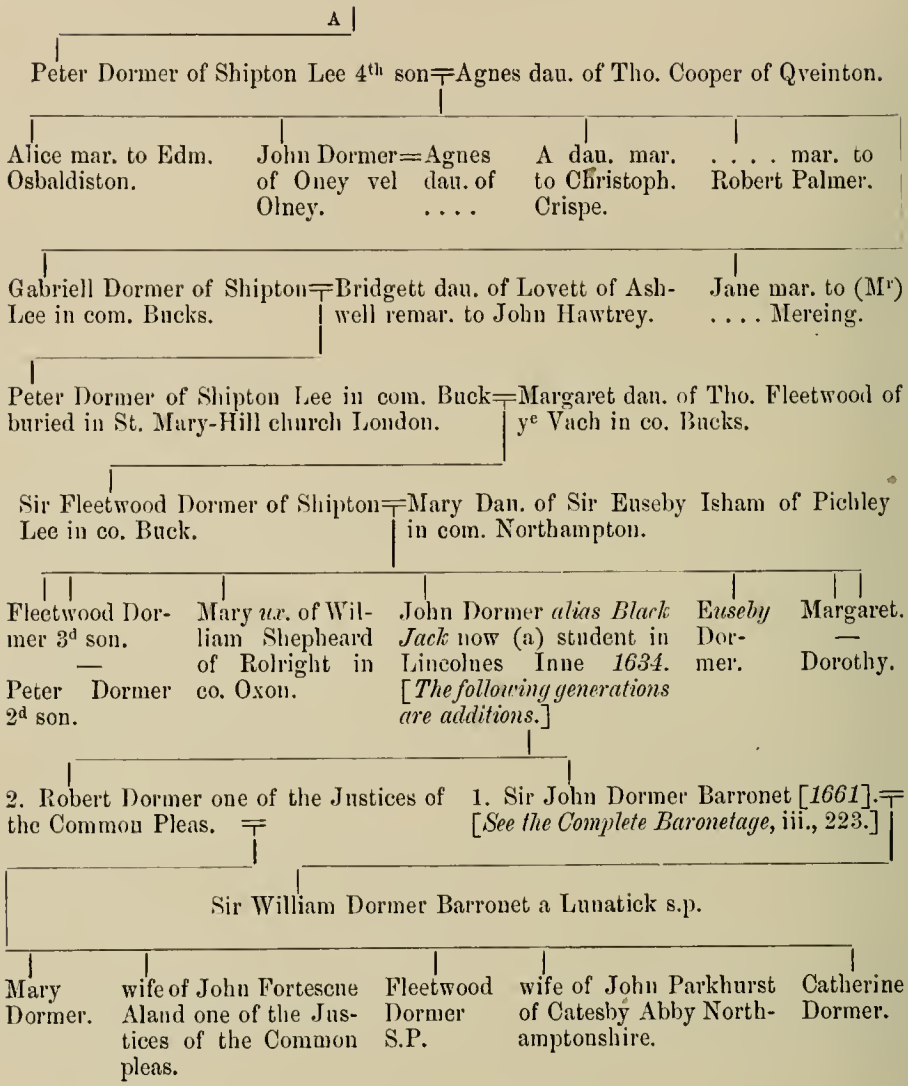 A
Peter Dormer of Shipton Lee 4th son=Agnes dau. of Tho. Cooper of Qveinton.
Alice mar. to Edm.
Osbaldiston.
John Dormer=Agnes
of Oney vel dau. of
Olney. ....
A dau. mar.
to Christoph.
Crispe.
.... mar. to
Robert Palmer.
Gabriell Dormer of Shipton=Bridgett dau. of Lovett of Ash-
Lee in com. Bucks. well remar. to John Hawtrey.
Jane mar. to (Mr)
.... Mereing.
Peter Dormer of Shipton Lee in com. Buck=Margaret dau. of Tho. Fleetwood of
buried in St. Mary-Hill church London. ye Vach in co. Bucks.
Sir Fleetwood Dormer of Shipton=Mary Dau. of Sir Euseby Isham of Pichley
Lee in co. Buck. in com. Northampton.
Fleetwood Dor-
mer 3d son.
—
Peter Dormer
2d son.
Mary ux. of Wil-
liam Shepheard
of Rolright in
co. Oxon.
John Dormer alias Black
Jack now (a) student in
Lincolnes Inne 1634.
[The following generations
are additions.]
Euseby
Dor-
mer.
Margaret.
—
Dorothy.
2. Robert Dormer one of the Justices of
the Common Pleas. =
1. Sir John Dormer Barronet [1661].=
[See the Complete Baronetage, iii., 223.]
Sir William Dormer Barronet a Lunatick s.p.
Mary
Dormer.
wife of John Fortescue
Aland one of the Jus-
tices of the Common
pleas.
Fleetwood
Dormer
S.P.
wife of John Parkhurst
of Catesby Abby North-
amptonshire.
Catherine
Dormer.